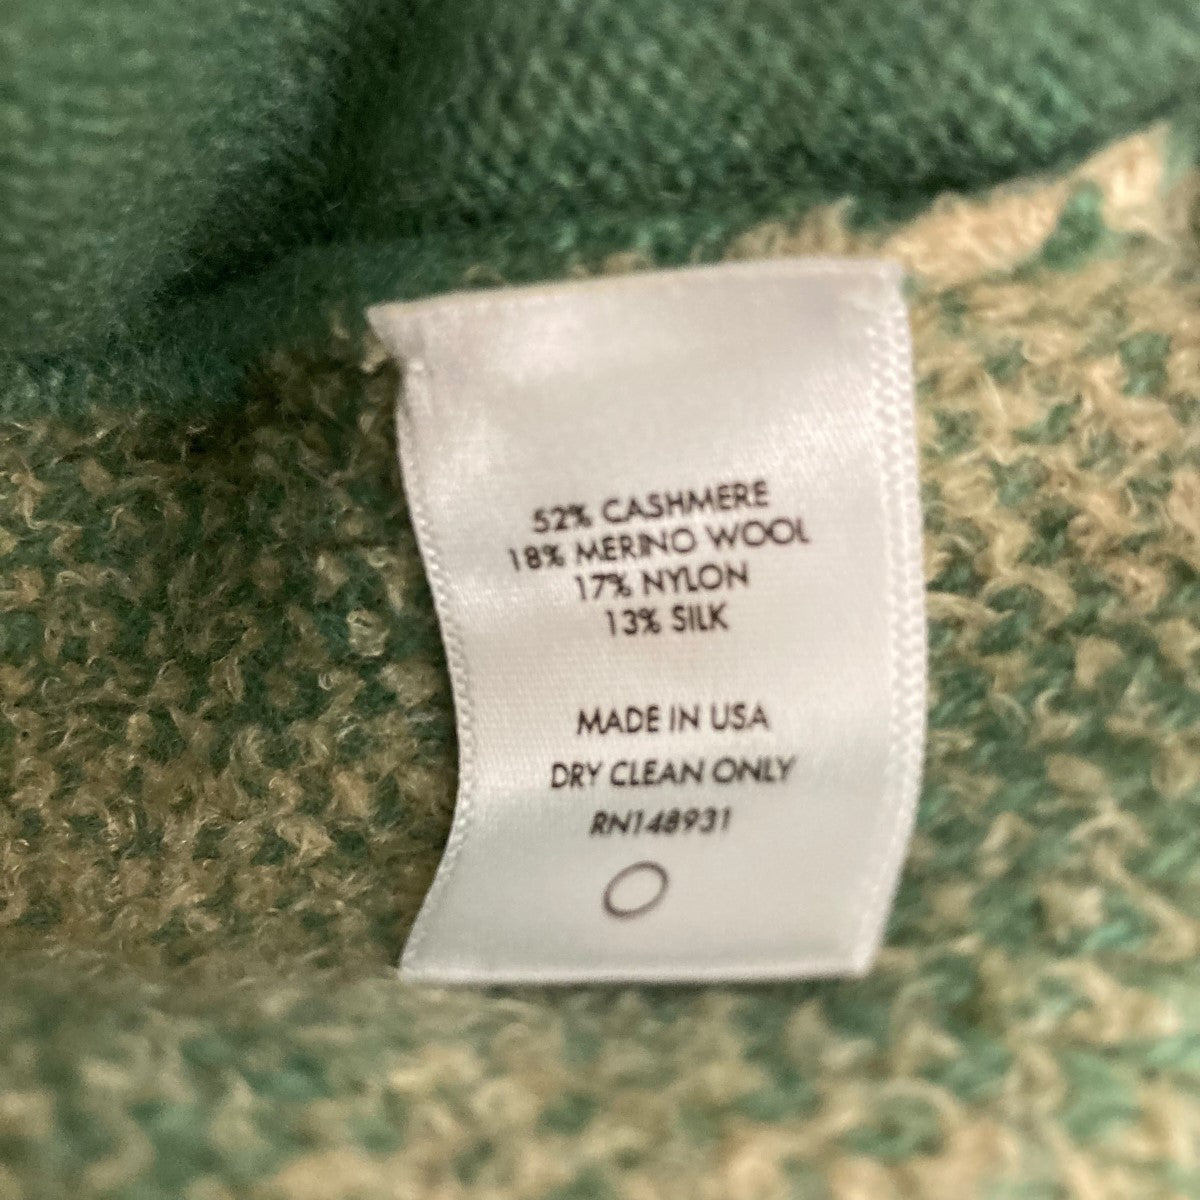 52% CASHMERE
18% MERINO WOOL
17% NYLON
13% SILK
MADE IN USA
DRY CLEAN ONLY
RN148931